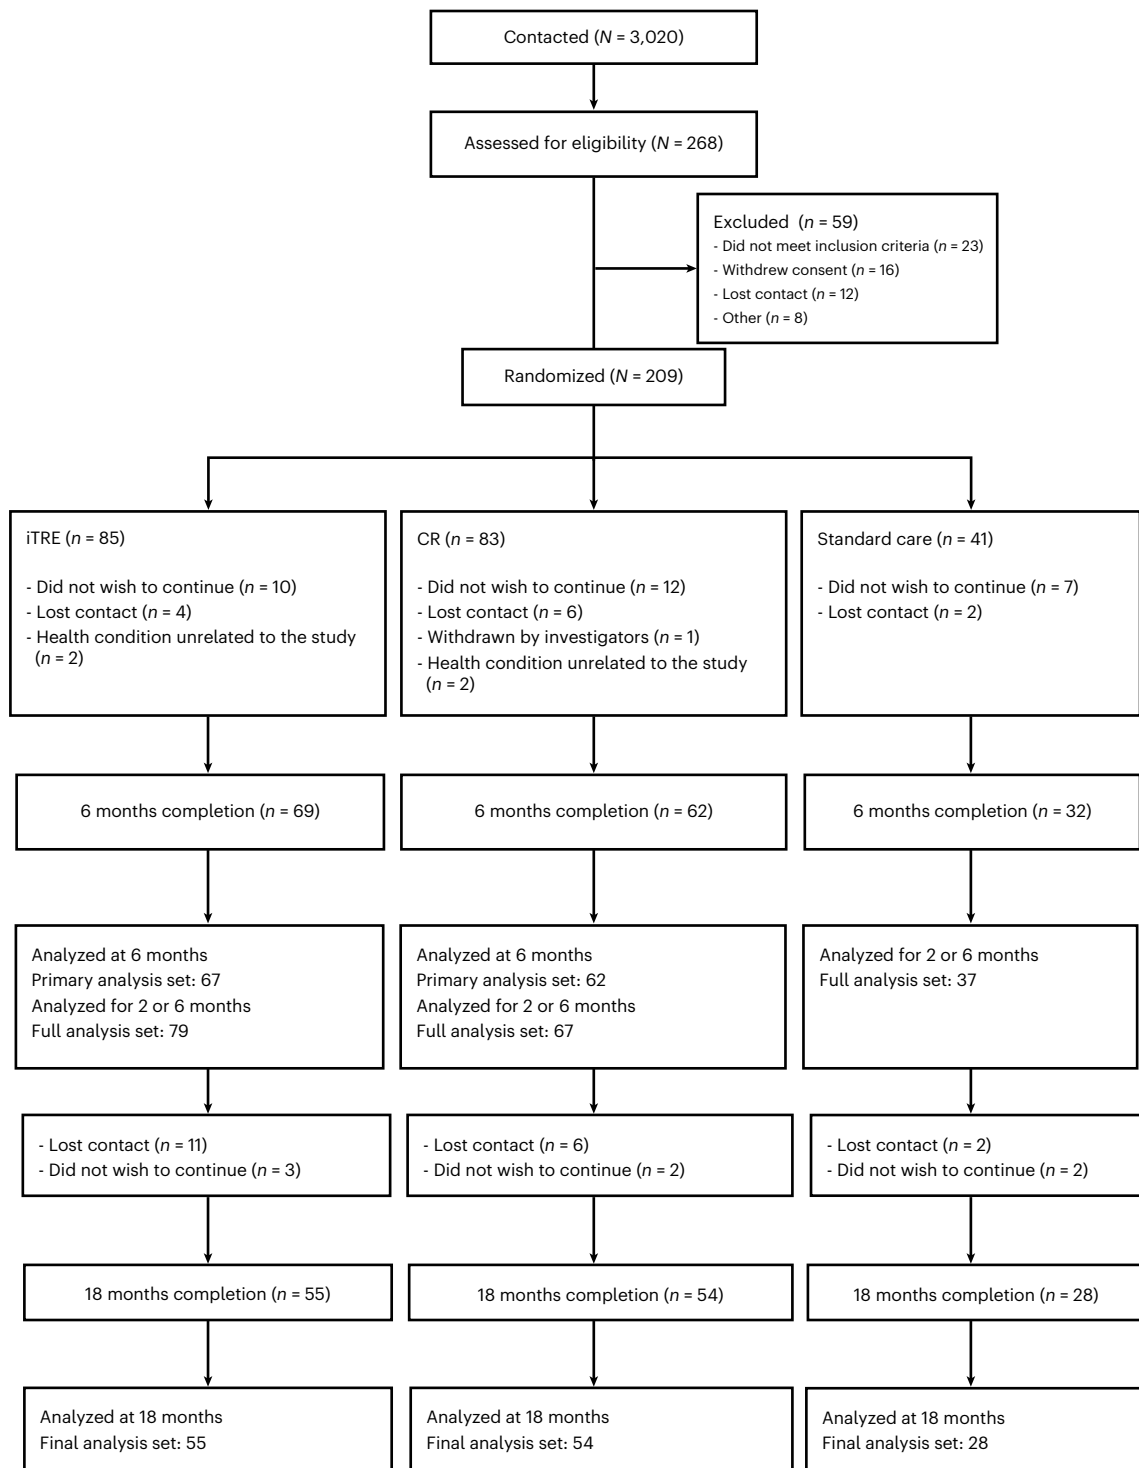 Contacted (N = 3,020)
Assessed for eligibility (N = 268)
Excluded (n = 59)
- Did not meet inclusion criteria (n = 23)
- Withdrew consent (n = 16)
- Lost contact (n = 12)
- Other (n = 8)
Randomized (N = 209)
iTRE (n = 85)
- Did not wish to continue (n = 10)
- Lost contact (n = 4)
- Health condition unrelated to the study
(n = 2)
CR (n = 83)
- Did not wish to continue (n = 12)
- Lost contact (n = 6)
- Withdrawn by investigators (n = 1)
- Health condition unrelated to the study
(n = 2)
Standard care (n = 41)
- Did not wish to continue (n = 7)
- Lost contact (n = 2)
6 months completion (n = 69)
6 months completion (n = 62)
6 months completion (n = 32)
Analyzed at 6 months
Primary analysis set: 67
Analyzed for 2 or 6 months
Full analysis set: 79
Analyzed at 6 months
Primary analysis set: 62
Analyzed for 2 or 6 months
Full analysis set: 67
Analyzed for 2 or 6 months
Full analysis set: 37
- Lost contact (n = 11)
- Did not wish to continue (n = 3)
- Lost contact (n = 6)
- Did not wish to continue (n = 2)
- Lost contact (n = 2)
- Did not wish to continue (n = 2)
18 months completion (n = 55)
18 months completion (n = 54)
18 months completion (n = 28)
Analyzed at 18 months
Final analysis set: 55
Analyzed at 18 months
Final analysis set: 54
Analyzed at 18 months
Final analysis set: 28